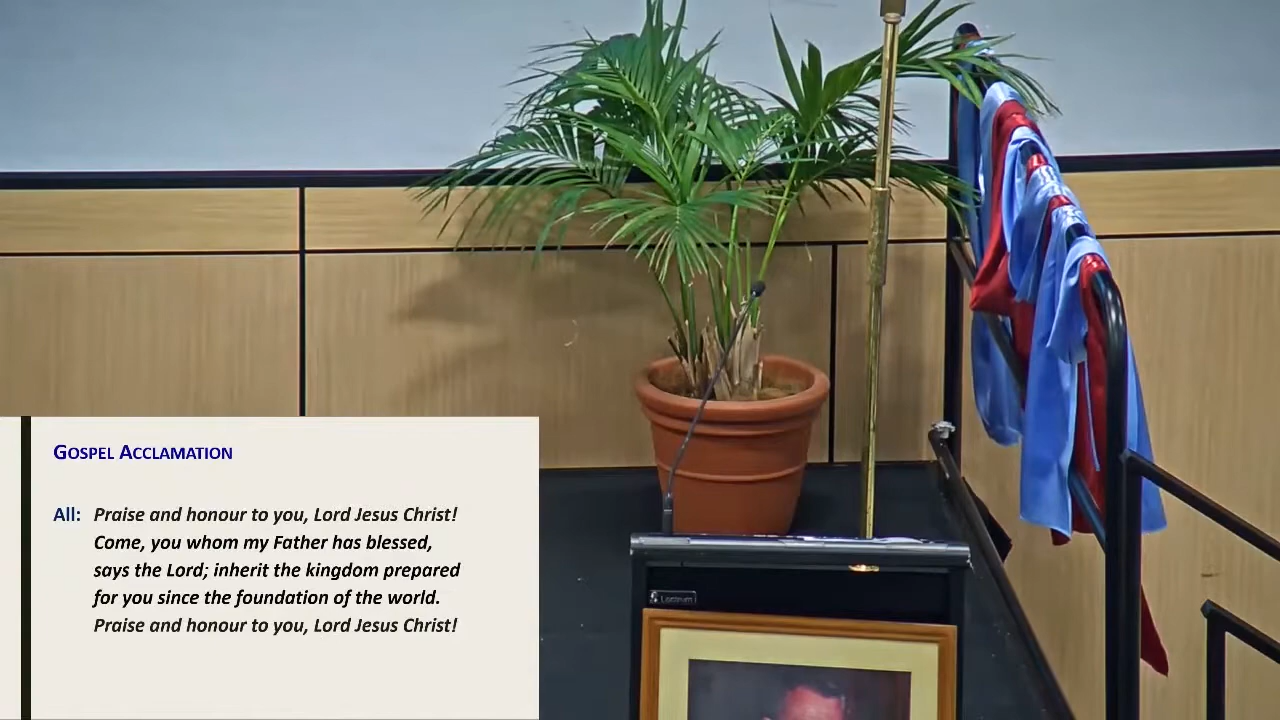 GOSPEL ACCLAMATION
All: Praise and honour to you, Lord Jesus Christ!
Come, you whom my Father has blessed,
says the Lord; inherit the kingdom prepared
for you since the foundation of the world.
Praise and honour to you, Lord Jesus Christ!